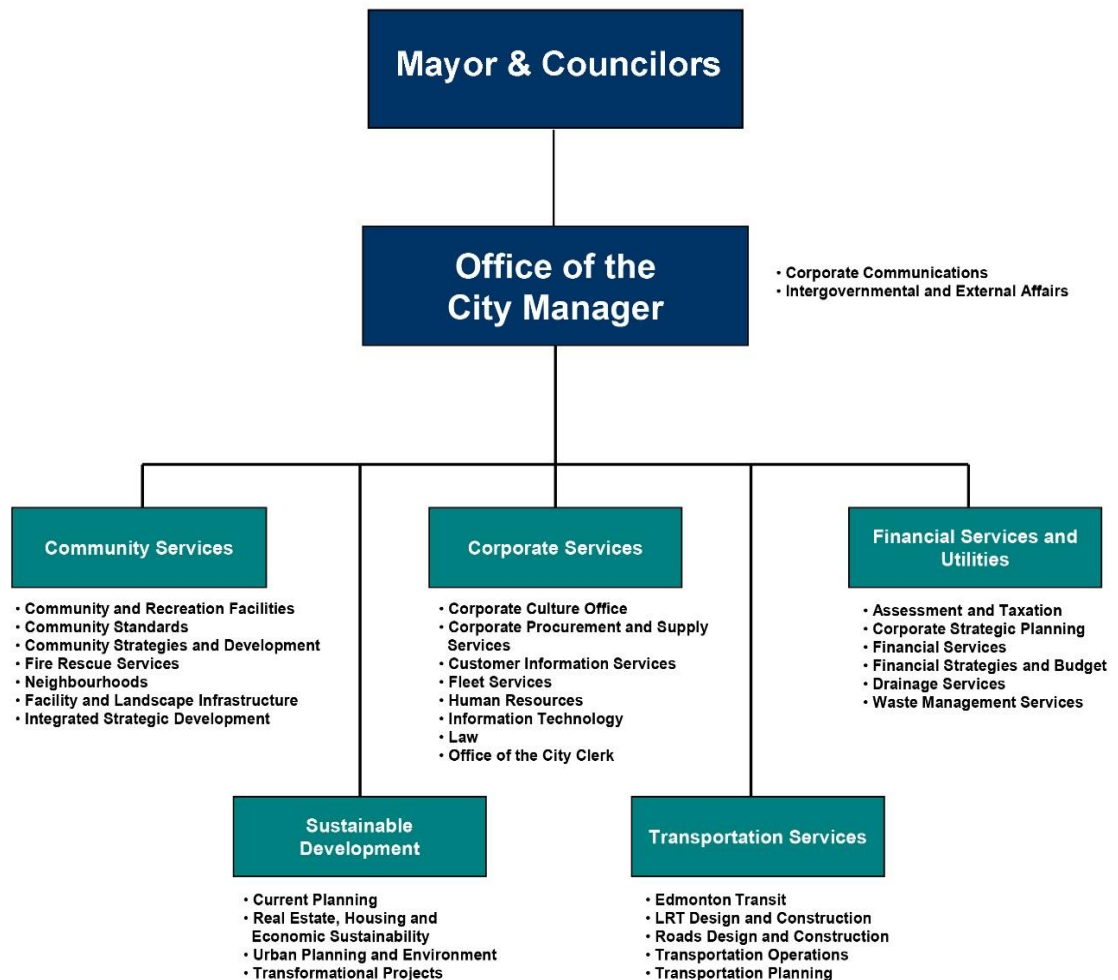 Mayor & Councilors
Office of the
City Manager
• Corporate Communications
• Intergovernmental and External Affairs
Community Services
• Community and Recreation Facilities
• Community Standards
• Community Strategies and Development
• Fire Rescue Services
• Neighbourhoods
• Facility and Landscape Infrastructure
• Integrated Strategic Development
Corporate Services
• Corporate Culture Office
• Corporate Procurement and Supply
Services
• Customer Information Services
• Fleet Services
• Human Resources
• Information Technology
• Law
• Office of the City Clerk
Financial Services and
Utilities
• Assessment and Taxation
• Corporate Strategic Planning
• Financial Services
• Financial Strategies and Budget
• Drainage Services
• Waste Management Services
Sustainable
Development
• Current Planning
• Real Estate, Housing and
Economic Sustainability
• Urban Planning and Environment
• Transformational Projects
Transportation Services
• Edmonton Transit
• LRT Design and Construction
• Roads Design and Construction
• Transportation Operations
• Transportation Planning